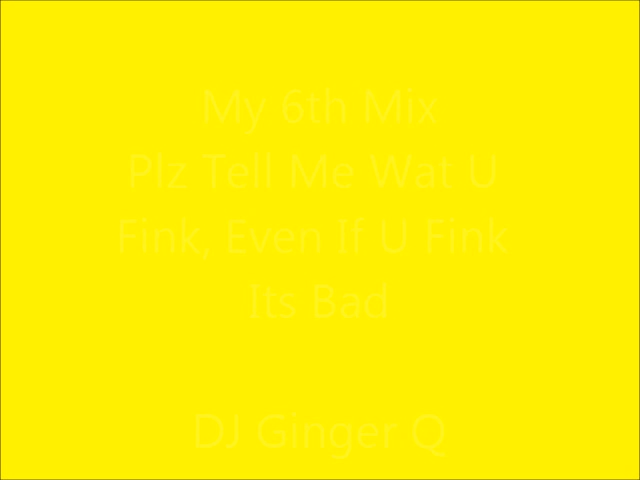 My 6th Mix
Plz Tell Me Wat U
Fink, Even If U Fink
Its Bad
DJ Ginger Q